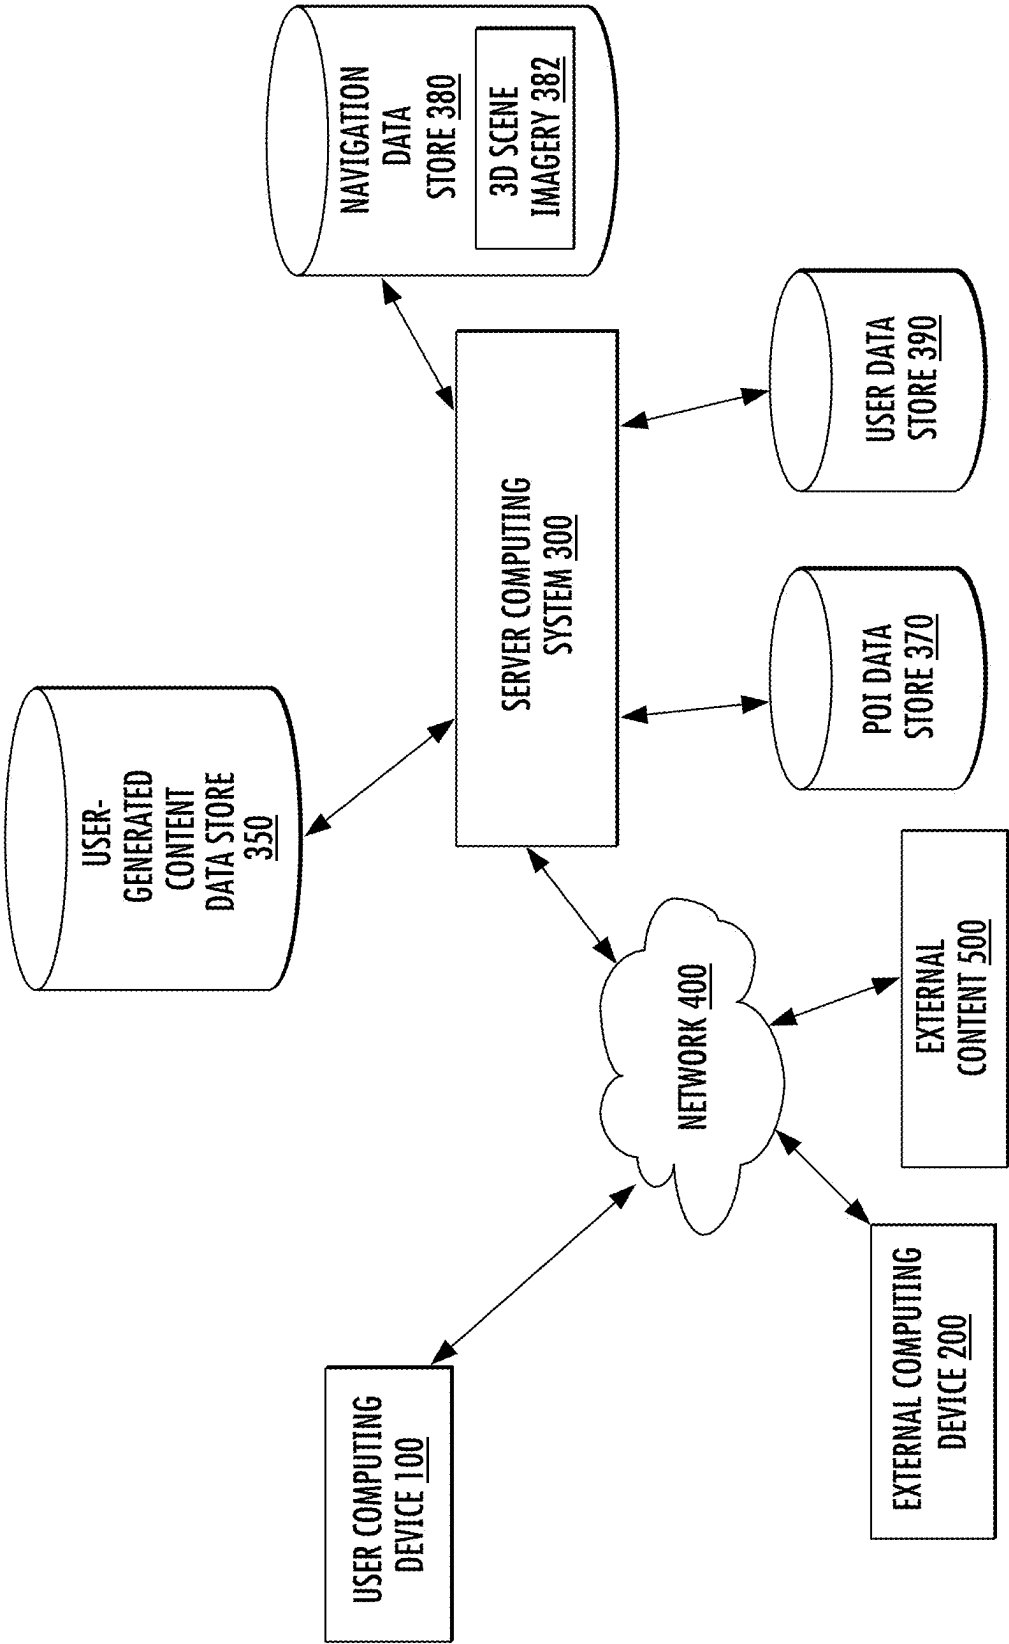 USER-
GENERATED
CONTENT
DATA STORE
350
NAVIGATION
DATA
STORE 380
3D SCENE
IMAGERY 382
USER COMPUTING
DEVICE 100
SERVER COMPUTING
SYSTEM 300
NETWORK 400
EXTERNAL COMPUTING
DEVICE 200
EXTERNAL
CONTENT 500
POI DATA
STORE 370
USER DATA
STORE 390